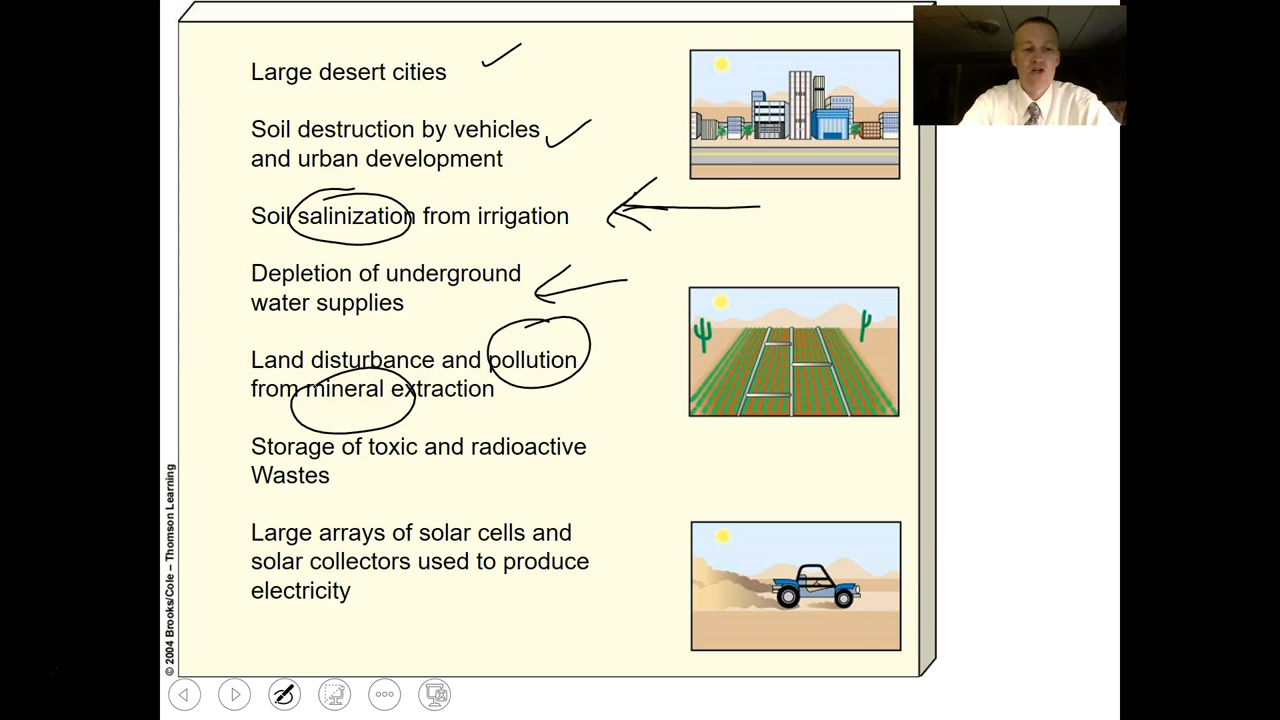 Large desert cities
Soil destruction by vehicles
and urban development
Soil salinization from irrigation
Depletion of underground
water supplies
Land disturbance and pollution
from mineral extraction
Storage of toxic and radioactive
Wastes
Large arrays of solar cells and
solar collectors used to produce
electricity
© 2004 Brooks/Cole – Thomson Learning